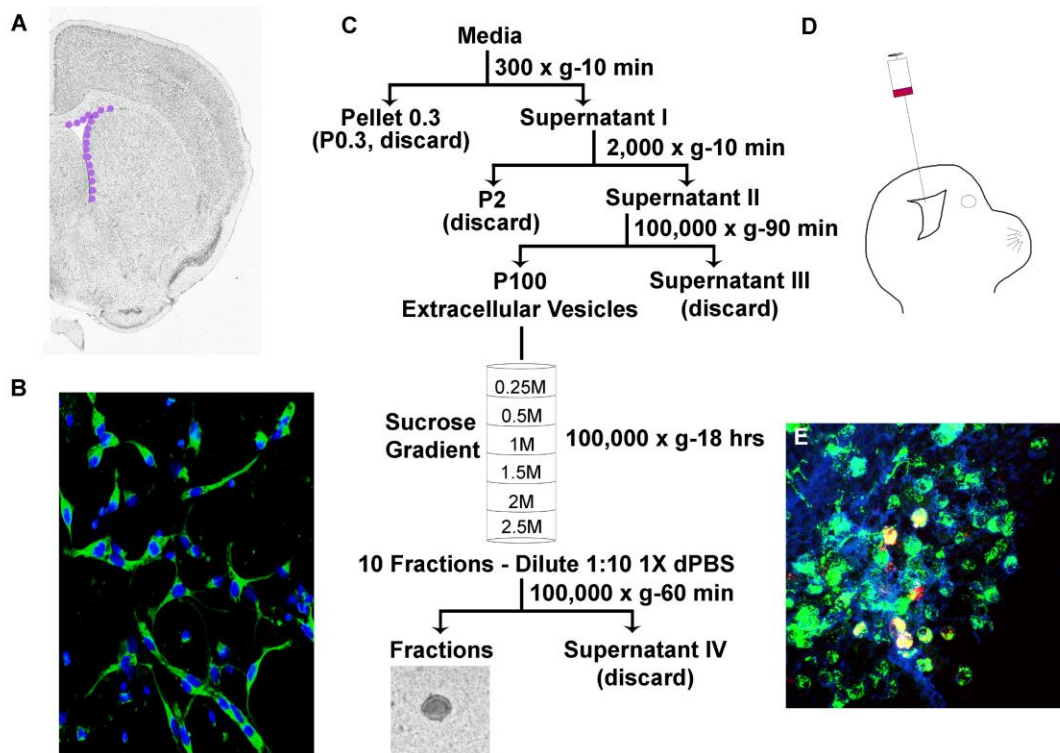 A
C
D
Media
300 x g-10 min
Pellet 0.3
(P0.3, discard)
Supernatant I
2,000 x g-10 min
P2
(discard)
Supernatant II
100,000 x g-90 min
P100
Extracellular Vesicles
Supernatant III
(discard)
B
Sucrose
Gradient
0.25M
0.5M
1M
1.5M
2M
2.5M
100,000 x g-18 hrs
E
10 Fractions - Dilute 1:10 1X dPBS
100,000 x g-60 min
Fractions
Supernatant IV
(discard)